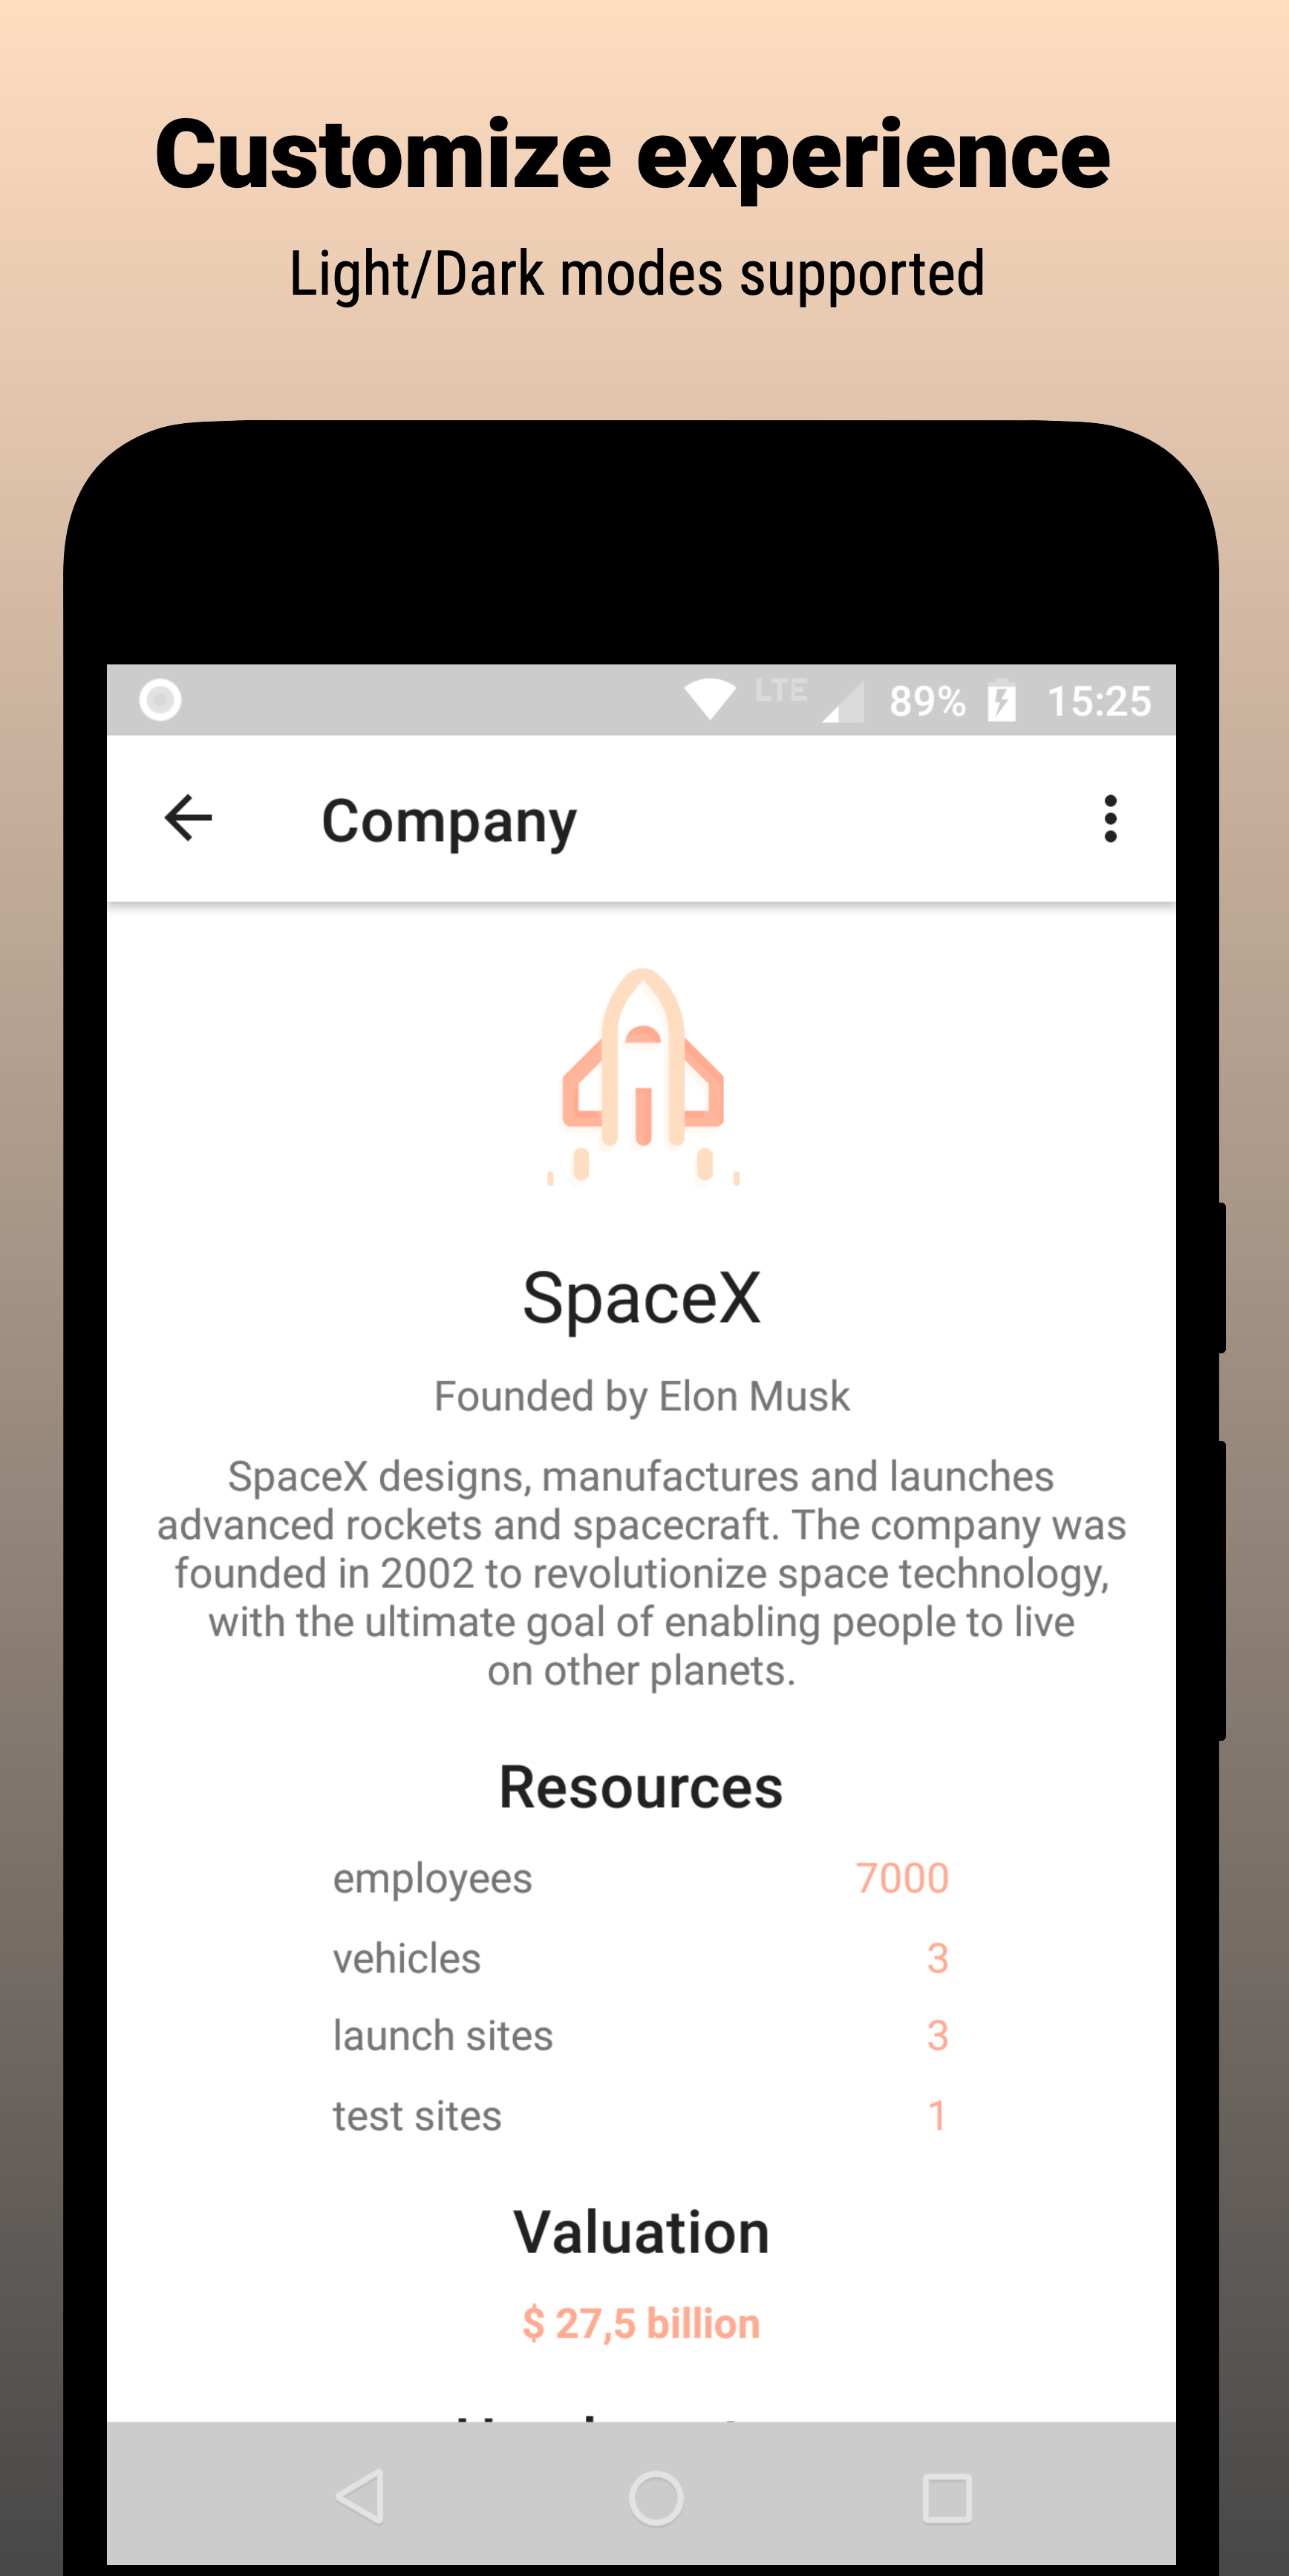 Customize experience
Light/Dark modes supported
LTE 89% 15:25
Company
SpaceX
Founded by Elon Musk
SpaceX designs, manufactures and launches
advanced rockets and spacecraft. The company was
founded in 2002 to revolutionize space technology,
with the ultimate goal of enabling people to live
on other planets.
Resources
employees 7000
vehicles 3
launch sites 3
test sites 1
Valuation
$ 27,5 billion